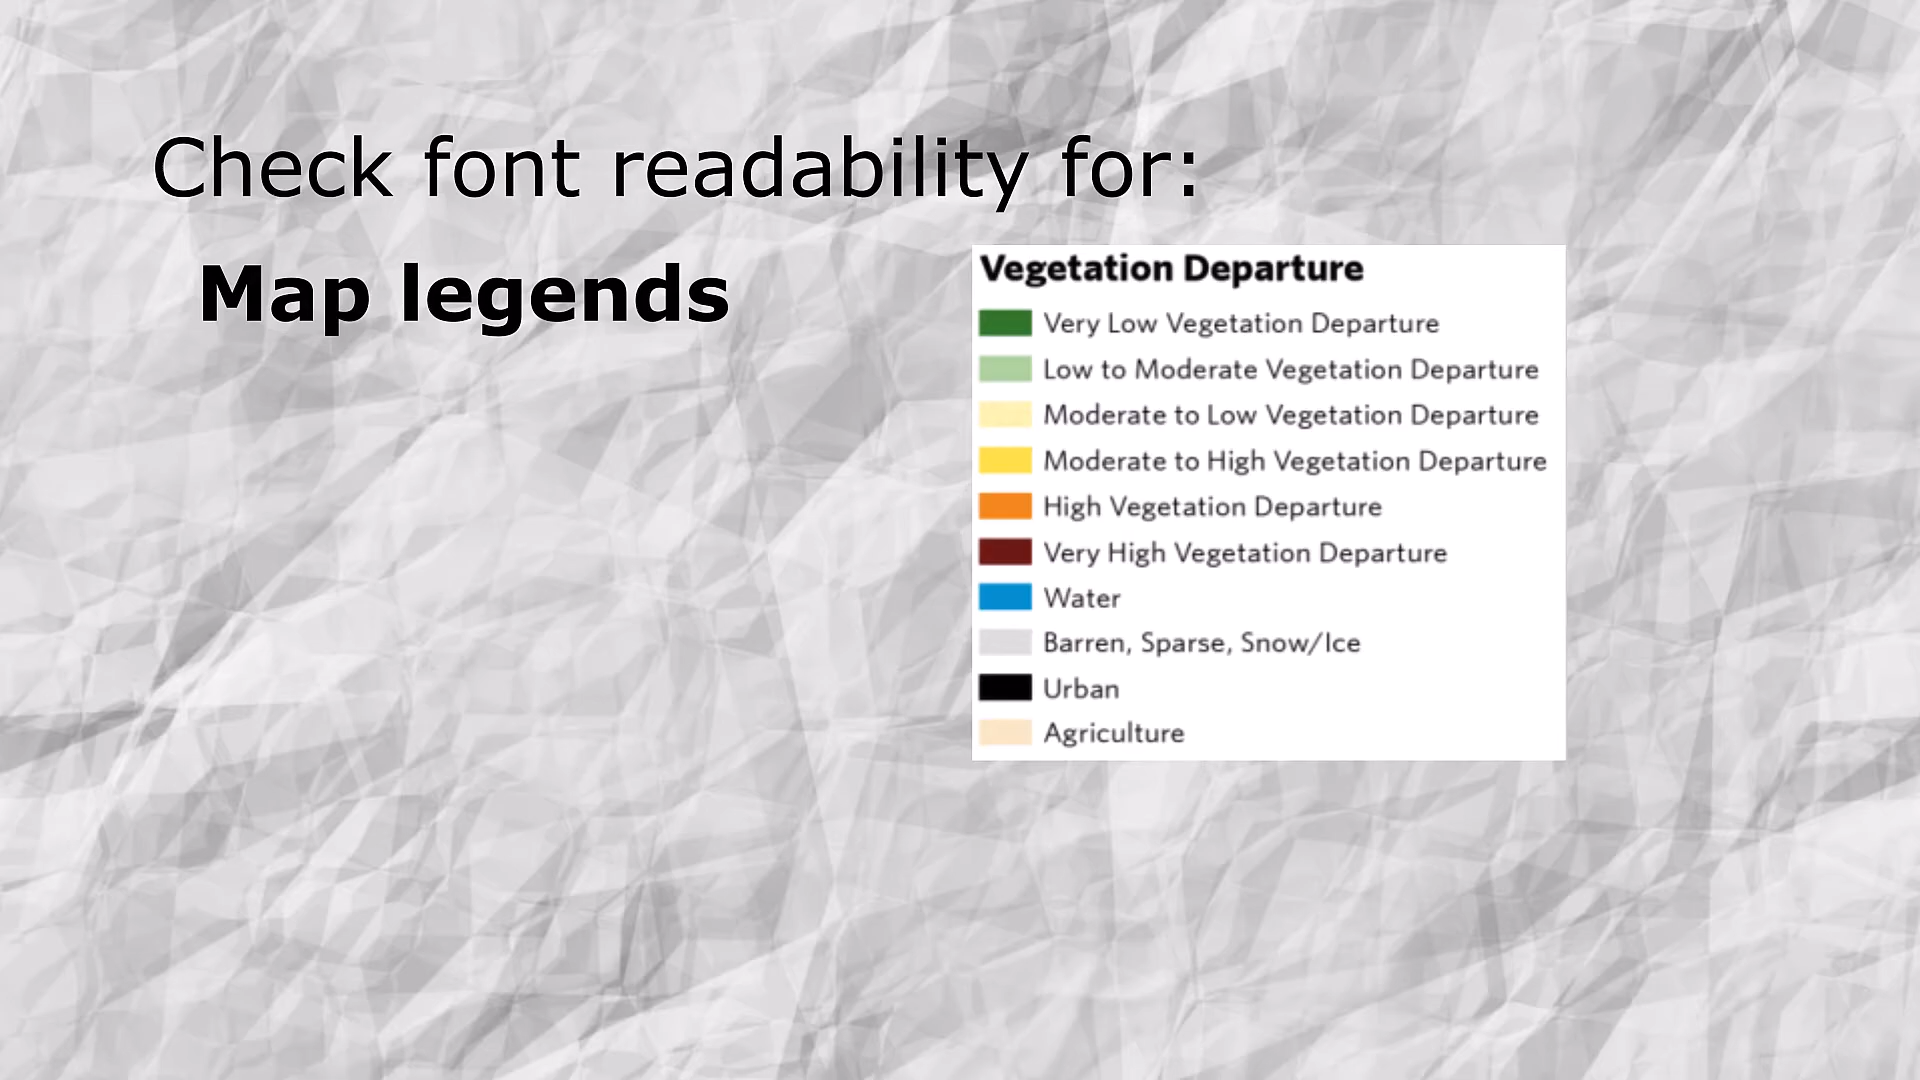 Check font readability for:
Map legends
Vegetation Departure
Very Low Vegetation Departure
Low to Moderate Vegetation Departure
Moderate to Low Vegetation Departure
Moderate to High Vegetation Departure
High Vegetation Departure
Very High Vegetation Departure
Water
Barren, Sparse, Snow/Ice
Urban
Agriculture